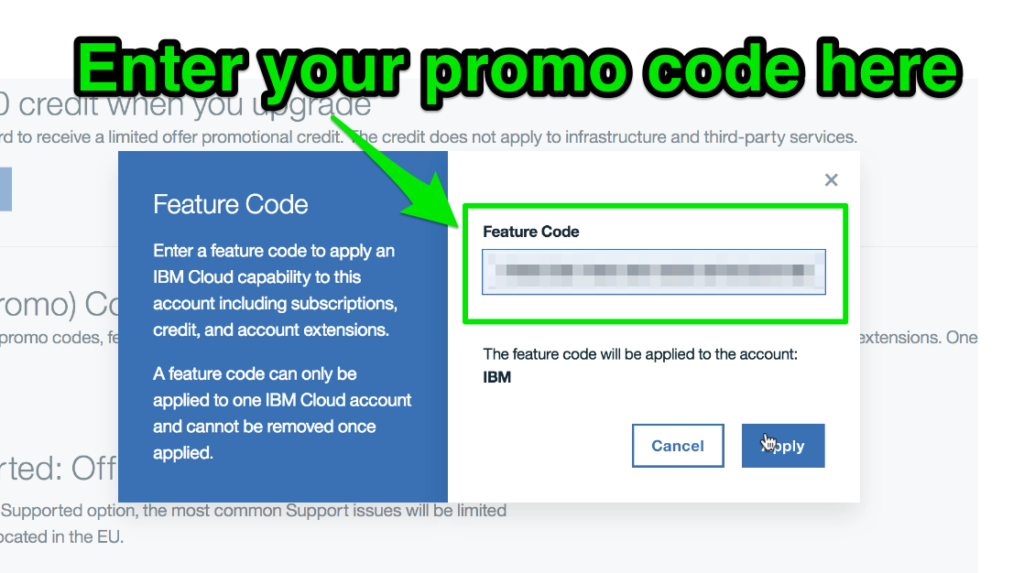 Enter your promo code here
0 credit when you upgrade
rd to receive a limited offer promotional credit. The credit does not apply to infrastructure and third-party services.
Feature Code
Enter a feature code to apply an
IBM Cloud capability to this
account including subscriptions,
credit, and account extensions.
A feature code can only be
applied to one IBM Cloud account
and cannot be removed once
applied.
×
Feature Code
The feature code will be applied to the account:
IBM
Cancel
Apply
romo) Co
promo codes, fe
extensions. One
rted: Off
Supported option, the most common Support issues will be limited
ocated in the EU.